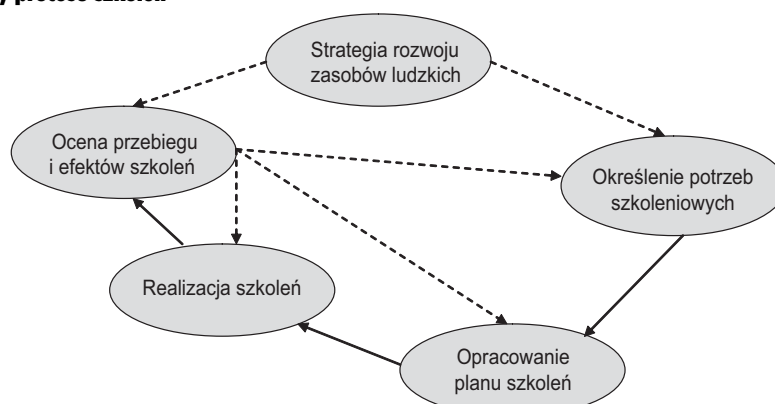 Strategia rozwoju
zasobów ludzkich
Ocena przebiegu
i efektów szkoleń
Określenie potrzeb
szkoleniowych
Realizacja szkoleń
Opracowanie
planu szkoleń